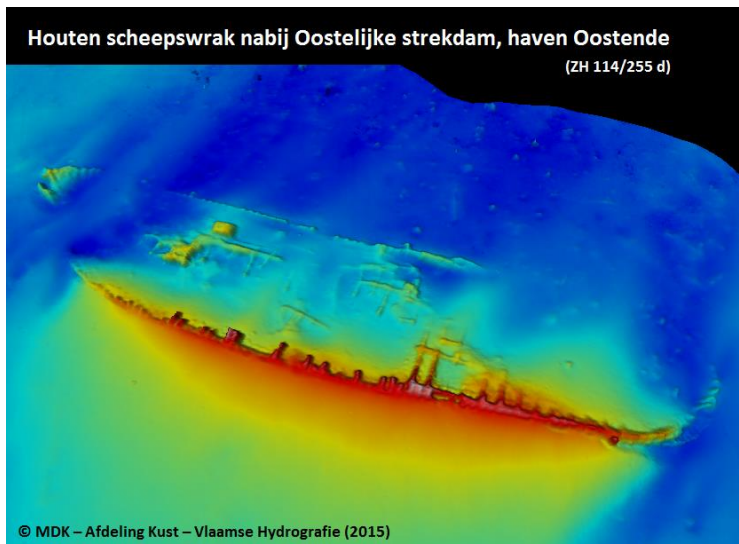 Houten scheepswrak nabij Oostelijke strekdam, haven Oostende
(ZH 114/255 d)
© MDK – Afdeling Kust – Vlaamse Hydrografie (2015)